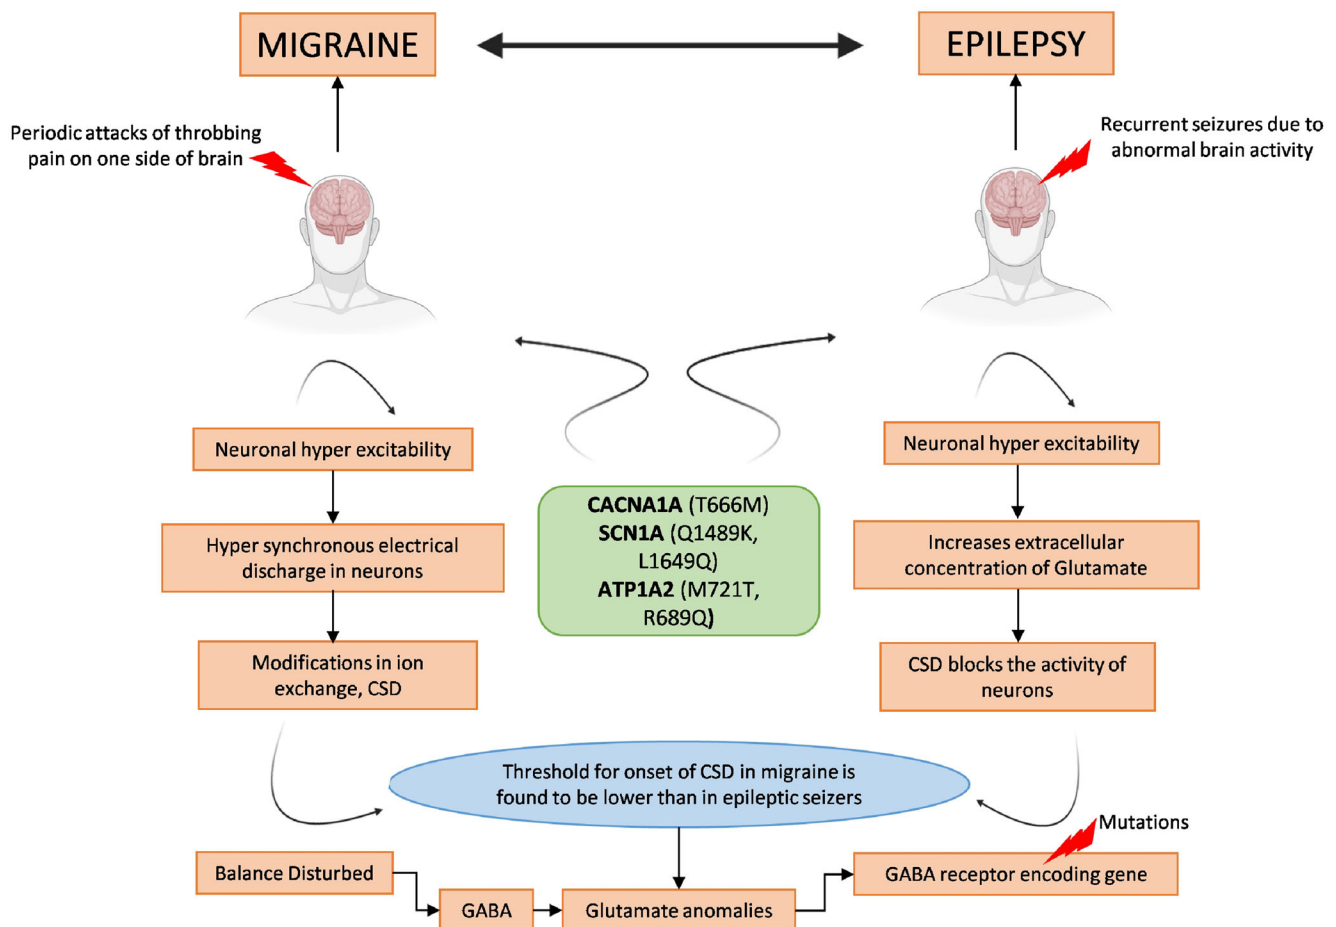 MIGRAINE
EPILEPSY
Periodic attacks of throbbing
pain on one side of brain
Recurrent seizures due to
abnormal brain activity
Neuronal hyper excitability
Hyper synchronous electrical
discharge in neurons
Modifications in ion
exchange, CSD
CACNA1A (T666M)
SCN1A (Q1489K,
L1649Q)
ATP1A2 (M721T,
R689Q)
Neuronal hyper excitability
Increases extracellular
concentration of Glutamate
CSD blocks the activity of
neurons
Threshold for onset of CSD in migraine is
found to be lower than in epileptic seizers
Mutations
Balance Disturbed
GABA
Glutamate anomalies
GABA receptor encoding gene